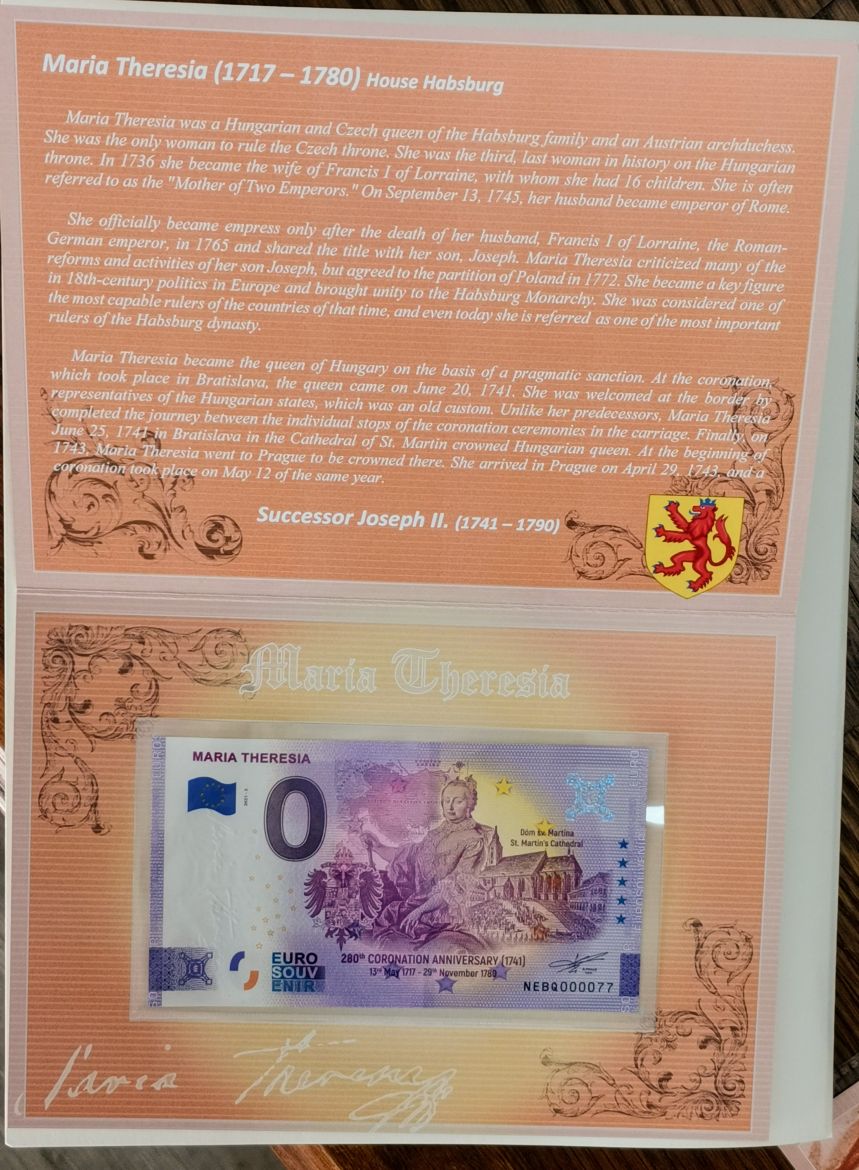 Maria Theresia (1717 – 1780) House Habsburg
Maria Theresia was a Hungarian and Czech queen of the Habsburg family and an Austrian archduchess.
She was the only woman to rule the Czech throne. She was the third, last woman in history on the Hungarian
throne. In 1736 she became the wife of Francis I of Lorraine, with whom she had 16 children. She is often
referred to as the "Mother of Two Emperors." On September 13, 1745, her husband became emperor of Rome.
She officially became empress only after the death of her husband, Francis I of Lorraine, the Roman-
German emperor, in 1765 and shared the title with her son, Joseph. Maria Theresia criticized many of the
reforms and activities of her son Joseph, but agreed to the partition of Poland in 1772. She became a key figure
in 18th-century politics in Europe and brought unity to the Habsburg Monarchy. She was considered one of
the most capable rulers of the countries of that time, and even today she is referred as one of the most important
rulers of the Habsburg dynasty.
Maria Theresia became the queen of Hungary on the basis of a pragmatic sanction. At the coronation,
which took place in Bratislava, the queen came on June 20, 1741. She was welcomed at the border by
representatives of the Hungarian states, which was an old custom. Unlike her predecessors, Maria Theresia
completed the journey between the individual stops of the coronation ceremonies in the carriage. Finally, on
June 25, 1741 in Bratislava in the Cathedral of St. Martin crowned Hungarian queen. At the beginning of
1743, Maria Theresia went to Prague to be crowned there. She arrived in Prague on April 29, 1743, and a
coronation took place on May 12 of the same year.
Successor Joseph II. (1741 – 1790)
Maria Theresia
MARIA THERESIA
0
Dóm sv. Martina
St. Martin's Cathedral
EURO
SOUV
ENIR
280th CORONATION ANNIVERSARY (1741)
13th May 1717 - 29th November 1780
NEBQ000077